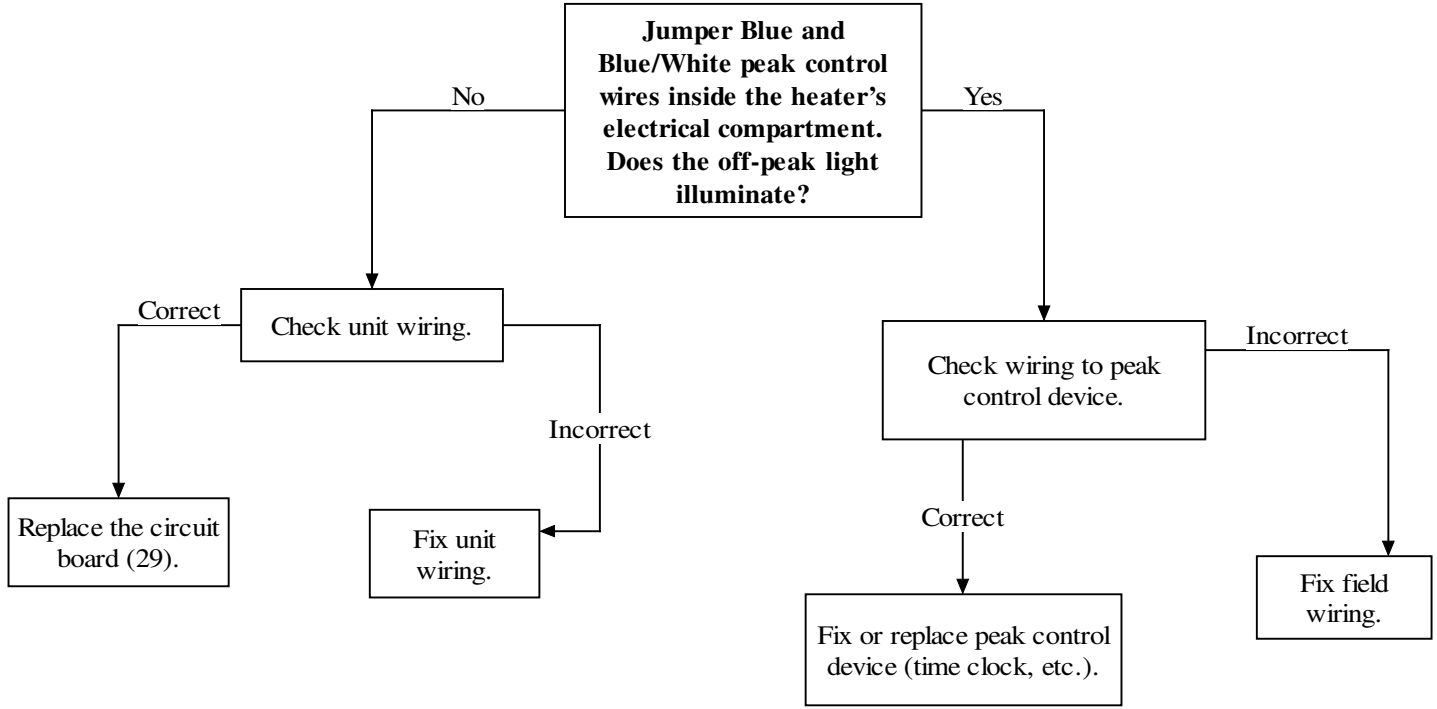 Jumper Blue and
Blue/White peak control
wires inside the heater’s
electrical compartment.
Does the off-peak light
illuminate?
No
Yes
Correct
Check unit wiring.
Incorrect
Check wiring to peak
control device.
Incorrect
Replace the circuit
board (29).
Fix unit
wiring.
Correct
Fix field
wiring.
Fix or replace peak control
device (time clock, etc.).